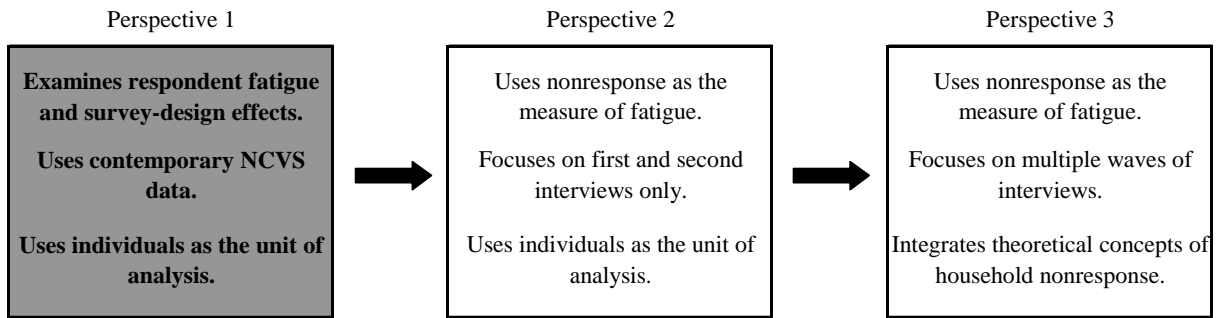 Perspective 1
Perspective 2
Perspective 3
Examines respondent fatigue
and survey-design effects.
Uses contemporary NCVS
data.
Uses individuals as the unit of
analysis.
Uses nonresponse as the
measure of fatigue.
Focuses on first and second
interviews only.
Uses individuals as the unit of
analysis.
Uses nonresponse as the
measure of fatigue.
Focuses on multiple waves of
interviews.
Integrates theoretical concepts of
household nonresponse.